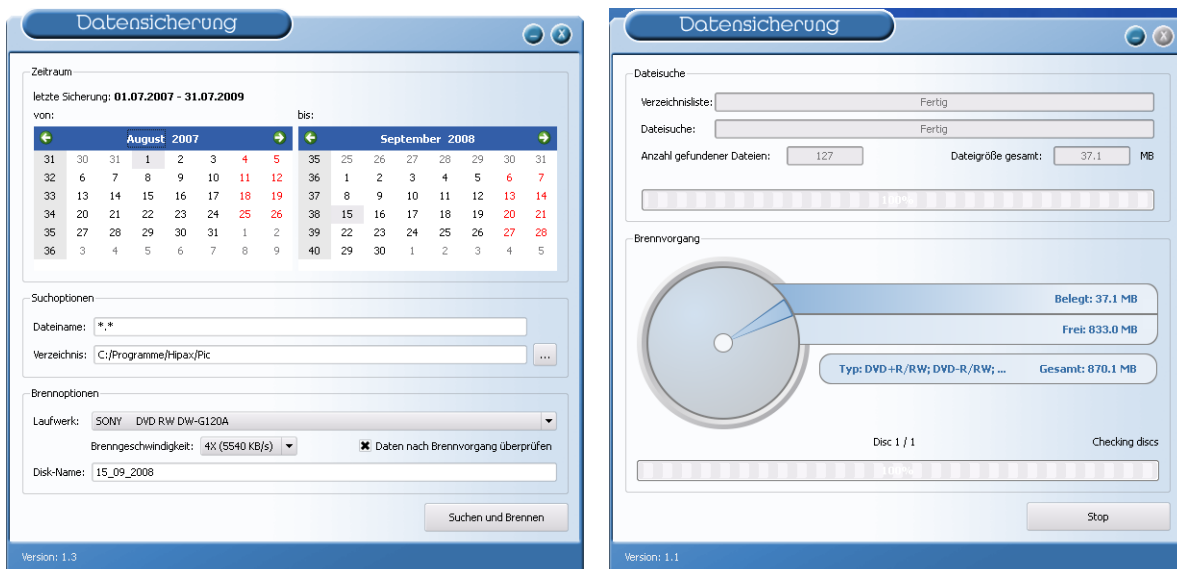 Datensicherung
Zeitraum
letzte Sicherung: 01.07.2007 - 31.07.2009
von:
August 2007
31 30 31 1 2 3 4 5
32 6 7 8 9 10 11 12
33 13 14 15 16 17 18 19
34 20 21 22 23 24 25 26
35 27 28 29 30 31 1 2
36 3 4 5 6 7 8 9
bis:
September 2008
35 25 26 27 28 29 30 31
36 1 2 3 4 5 6 7
37 8 9 10 11 12 13 14
38 15 16 17 18 19 20 21
39 22 23 24 25 26 27 28
40 29 30 1 2 3 4 5
Suchoptionen
Dateiname: *.*
Verzeichnis: C:/Programme/Hipax/Pic ...
Brennoptionen
Laufwerk: SONY DVD RW DW-G120A
Brenngeschwindigkeit: 4X (5540 KB/s) Daten nach Brennvorgang überprüfen
Disk-Name: 15_09_2008
Suchen und Brennen
Version: 1.3
Datensicherung
Dateisuche
Verzeichnisliste: Fertig
Dateisuche: Fertig
Anzahl gefundener Dateien: 127 Dateigröße gesamt: 37.1 MB
100%
Brennvorgang
Belegt: 37.1 MB
Frei: 833.0 MB
Typ: DVD+R/RW; DVD-R/RW; ... Gesamt: 870.1 MB
Disc 1 / 1 Checking discs
100%
Stop
Version: 1.1